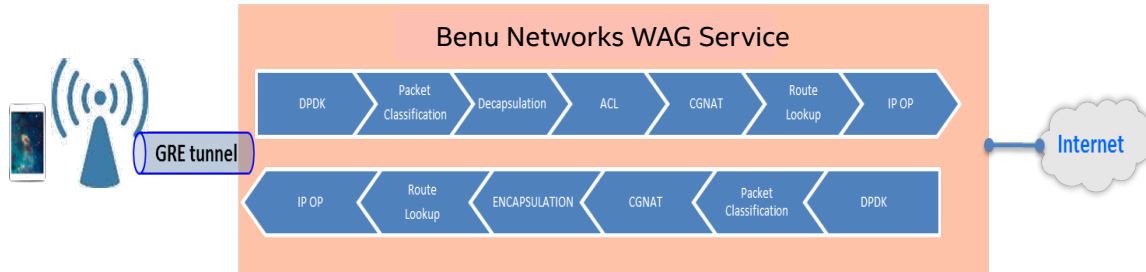 Benu Networks WAG Service
DPDK
Packet
Classification
Decapsulation
ACL
CGNAT
Route
Lookup
IP OP
GRE tunnel
Internet
IP OP
Route
Lookup
ENCAPSULATION
CGNAT
Packet
Classification
DPDK